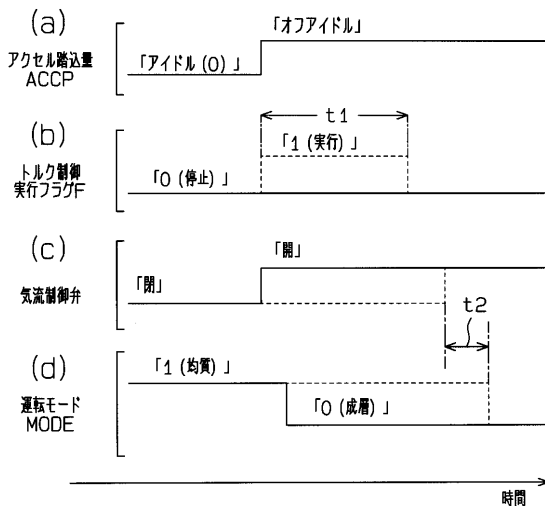 (a)
アクセル踏込量
ACCP
「オフアイドル」
「アイドル(0)」
(b)
トルク制御
実行フラグF
t1
「1(実行)」
「0(停止)」
(c)
気流制御弁
「開」
「閉」
t2
(d)
運転モード
MODE
「1(均質)」
「0(成層)」
時間